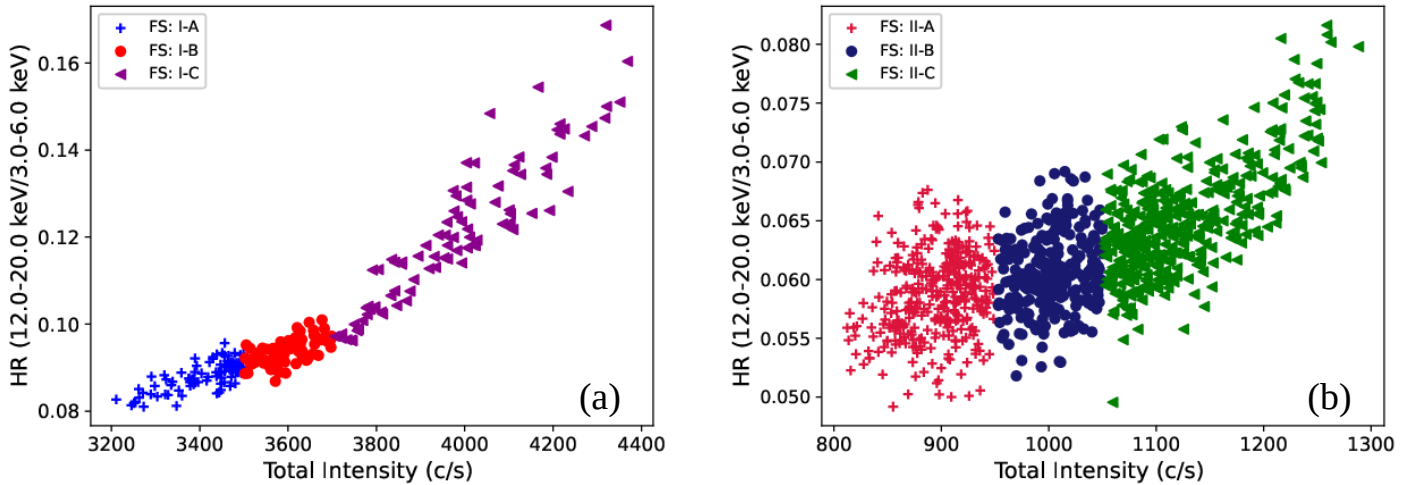 FS: I-A
FS: I-B
FS: I-C
0.16
0.14
0.12
0.10
0.08
HR (12.0-20.0 keV/3.0-6.0 keV)
3200 3400 3600 3800 4000 4200 4400
Total Intensity (c/s)
(a)
FS: II-A
FS: II-B
FS: II-C
0.080
0.075
0.070
0.065
0.060
0.055
0.050
HR (12.0-20.0 keV/3.0-6.0 keV)
800 900 1000 1100 1200 1300
Total Intensity (c/s)
(b)